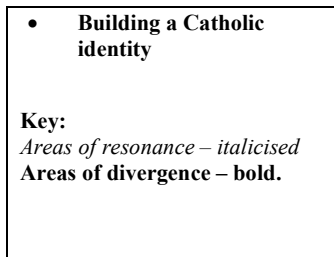 • Building a Catholic
identity
Key:
Areas of resonance – italicised
Areas of divergence – bold.